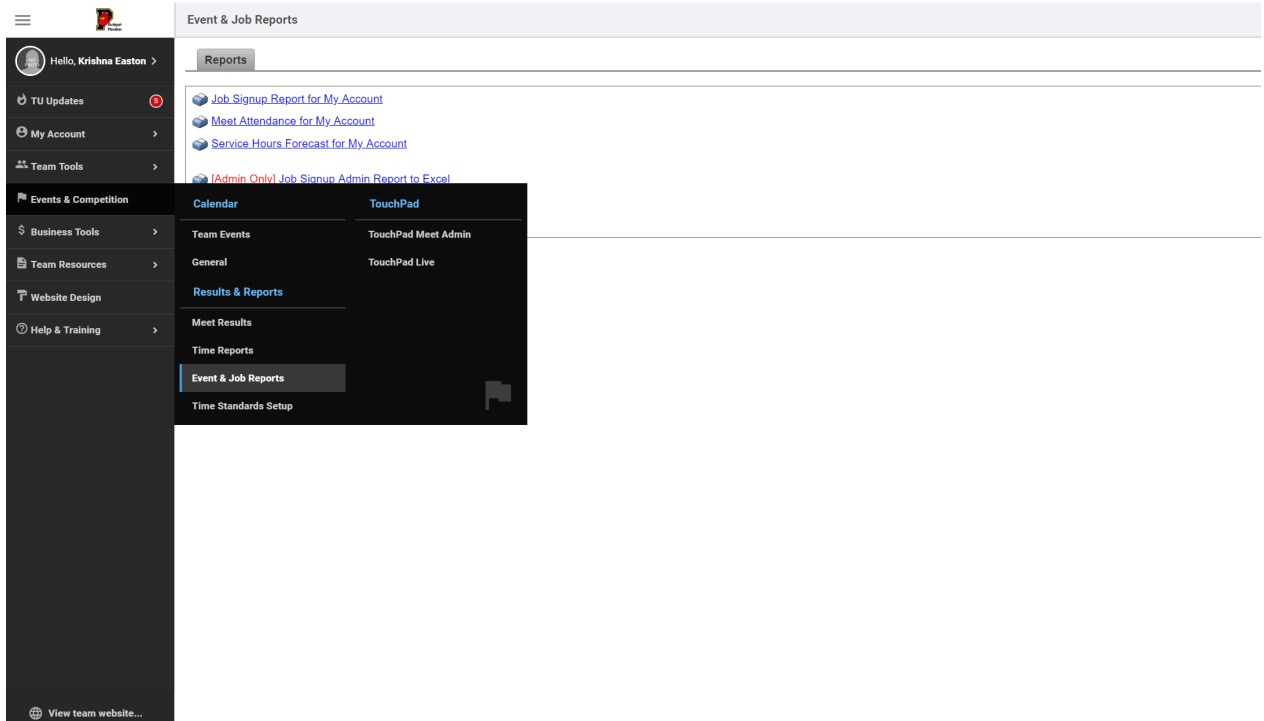 Event & Job Reports
Hello, Krishna Easton >
Reports
TU Updates
5
My Account
Team Tools
Events & Competition
Business Tools
Team Resources
Website Design
Help & Training
Job Signup Report for My Account
Meet Attendance for My Account
Service Hours Forecast for My Account
[Admin Only] Job Signup Admin Report to Excel
Calendar
Team Events
General
Results & Reports
Meet Results
Time Reports
Event & Job Reports
Time Standards Setup
TouchPad
TouchPad Meet Admin
TouchPad Live
View team website...